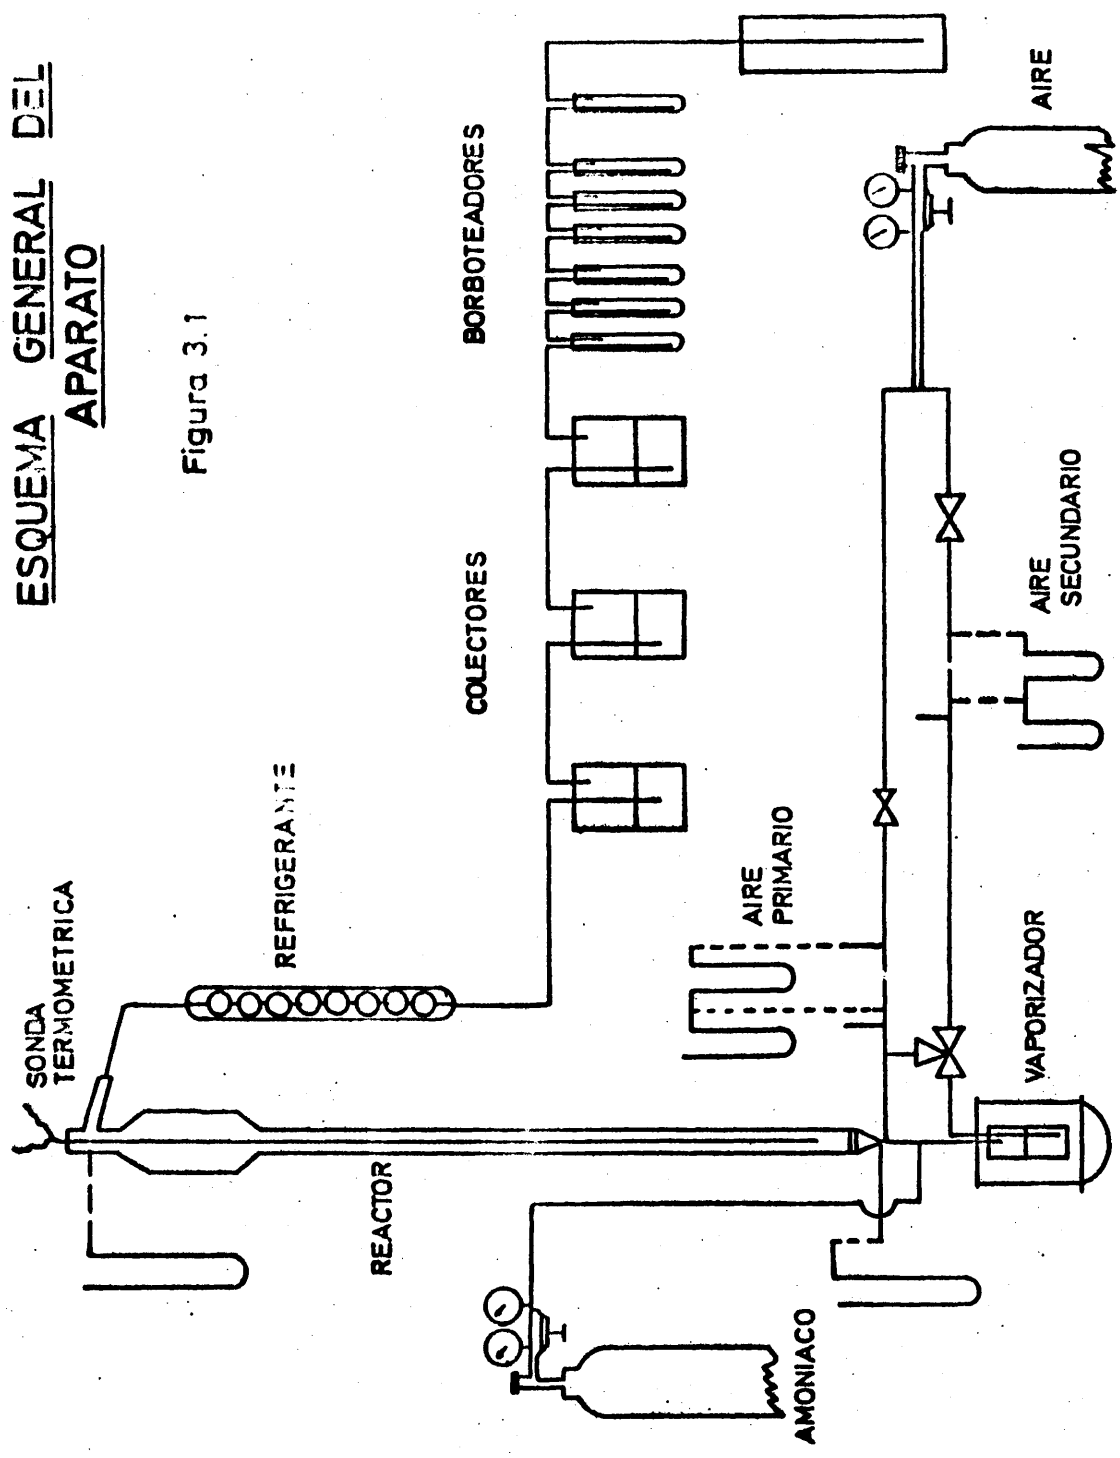 ESQUEMA GENERAL DEL
APARATO
Figura 3.1
SONDA
TERMOMETRICA
REFRIGERANTE
COLECTORES
BORBOTEADORES
REACTOR
AIRE
PRIMARIO
AMONIACO
VAPORIZADOR
AIRE
SECUNDARIO
AIRE